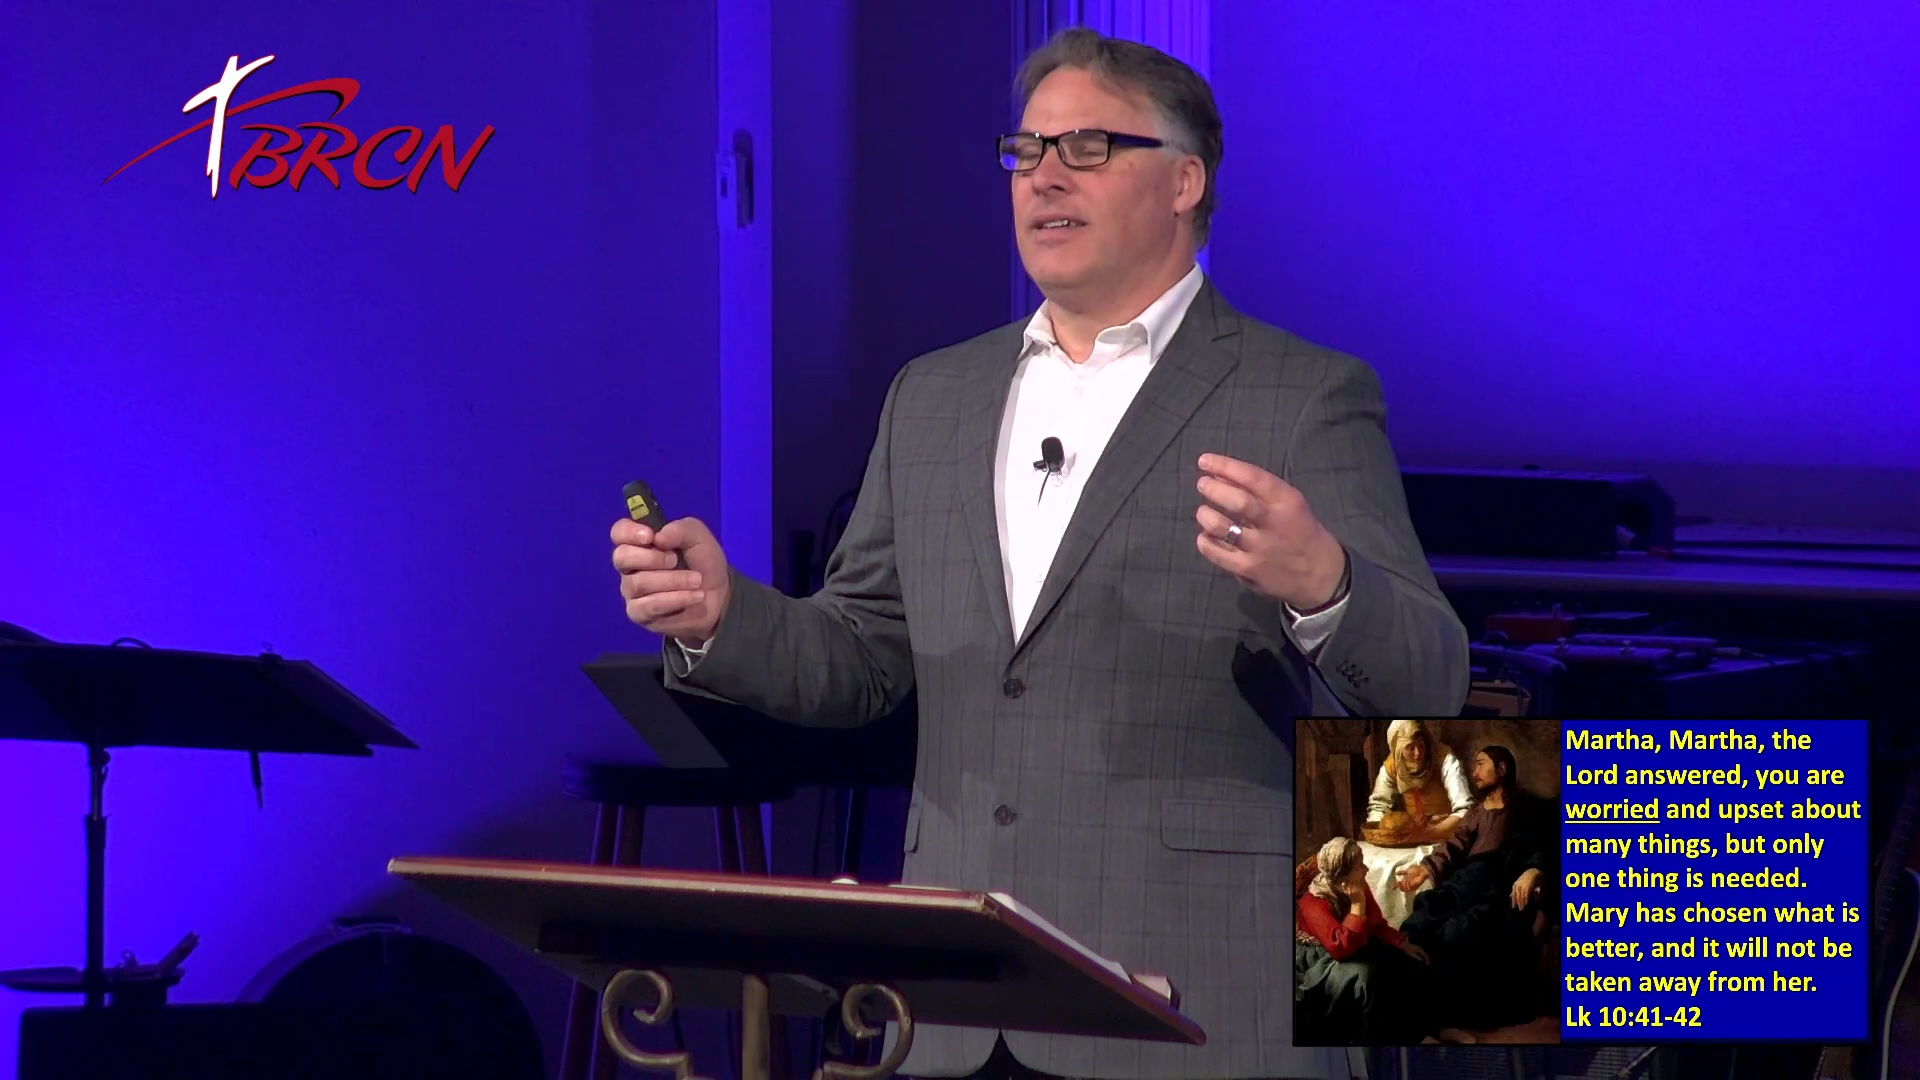 BRCN
Martha, Martha, the
Lord answered, you are
worried and upset about
many things, but only
one thing is needed.
Mary has chosen what is
better, and it will not be
taken away from her.
Lk 10:41-42